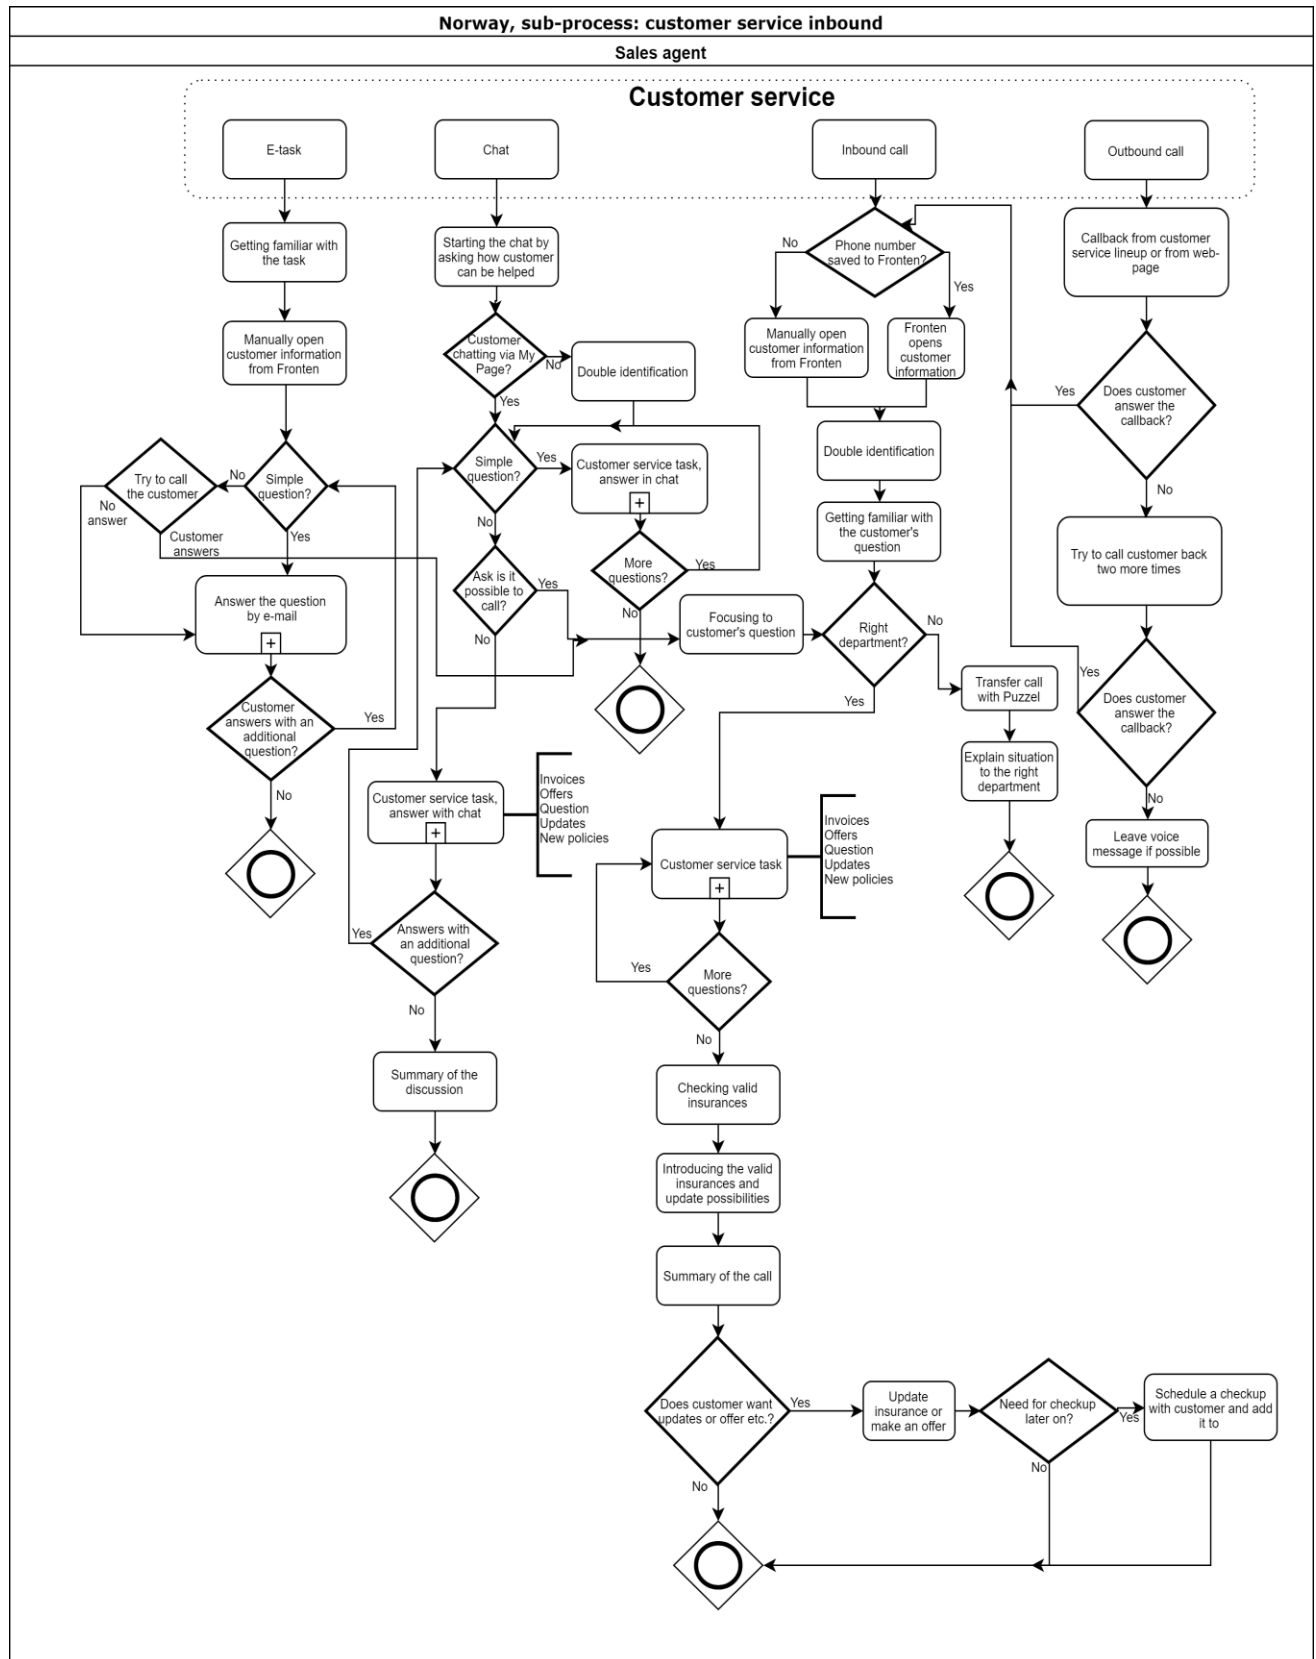 Norway, sub-process: customer service inbound
Sales agent
Customer service
E-task
Chat
Inbound call
Outbound call
Getting familiar with
the task
Starting the chat by
asking how customer
can be helped
No
Phone number
saved to Fronten?
Yes
Callback from customer
service lineup or from web-
page
Manually open
customer information
from Fronten
Customer
chatting via My
Page?
No
Yes
Double identification
Manually open
customer information
from Fronten
Fronten
opens
customer
information
Yes
Does customer
answer the
callback?
No
Try to call
the customer
No
Simple
question?
No
answer
Customer
answers
Yes
Simple
question?
Yes
No
Customer service task,
answer in chat
+
Double identification
Getting familiar with
the customer's
question
Try to call customer back
two more times
Answer the question
by e-mail
+
Ask is it
possible to
call?
Yes
No
More
questions?
Yes
No
Focusing to
customer's question
Right
department?
No
Yes
Transfer call
with Puzzel
Yes
Does customer
answer the
callback?
No
Customer
answers with an
additional
question?
Yes
No
Explain situation
to the right
department
Leave voice
message if possible
Customer service task,
answer with chat
+
Invoices
Offers
Question
Updates
New policies
Customer service task
+
Invoices
Offers
Question
Updates
New policies
Yes
Answers with
an additional
question?
No
Yes
More
questions?
No
Summary of the
discussion
Checking valid
insurances
Introducing the valid
insurances and
update possibilities
Summary of the call
Does customer want
updates or offer etc.?
Yes
No
Update
insurance or
make an offer
Need for checkup
later on?
Yes
No
Schedule a checkup
with customer and add
it to